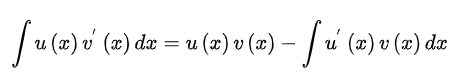 ∫ u (x) v′ (x) dx = u (x) v (x) − ∫ u′ (x) v (x) dx